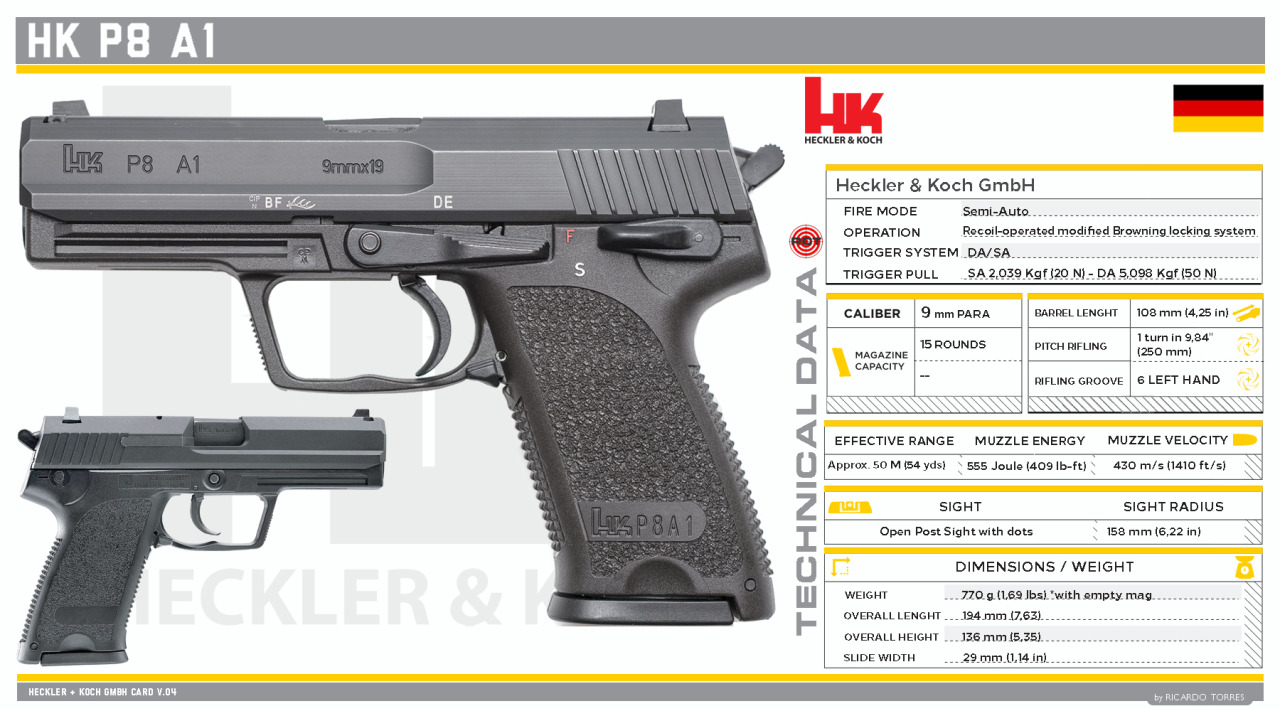 HK P8 A1
HK P8 A1 9mmx19
CIP
N
BF DE
F
S
HK P8A1
HECKLER & K
HK
HECKLER & KOCH
TECHNICAL DATA
Heckler & Koch GmbH
FIRE MODE Semi-Auto
OPERATION Recoil-operated modified Browning locking system
TRIGGER SYSTEM DA/SA
TRIGGER PULL SA 2,039 Kgf (20 N) - DA 5,098 Kgf (50 N)
CALIBER 9 mm PARA
MAGAZINE CAPACITY 15 ROUNDS
--
BARREL LENGHT 108 mm (4,25 in)
PITCH RIFLING 1 turn in 9,84"
(250 mm)
RIFLING GROOVE 6 LEFT HAND
EFFECTIVE RANGE MUZZLE ENERGY MUZZLE VELOCITY
Approx. 50 M (54 yds) 555 Joule (409 lb-ft) 430 m/s (1410 ft/s)
SIGHT SIGHT RADIUS
Open Post Sight with dots 158 mm (6,22 in)
DIMENSIONS / WEIGHT
WEIGHT 770 g (1,69 lbs) *with empty mag
OVERALL LENGHT 194 mm (7,63)
OVERALL HEIGHT 136 mm (5,35)
SLIDE WIDTH 29 mm (1,14 in)
HECKLER + KOCH GMBH CARD V.04
by RICARDO TORRES